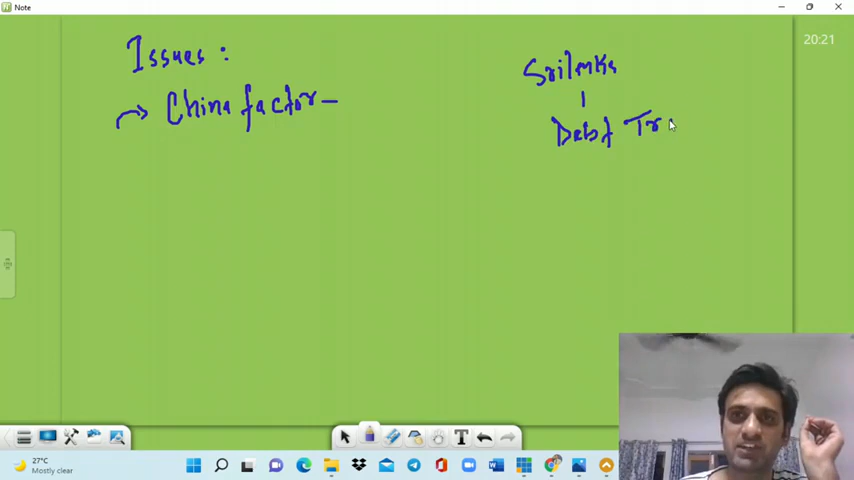 Note
20:21
Issues :
→ China factor –
Srilanka
Debt Tr
27°C
Mostly clear